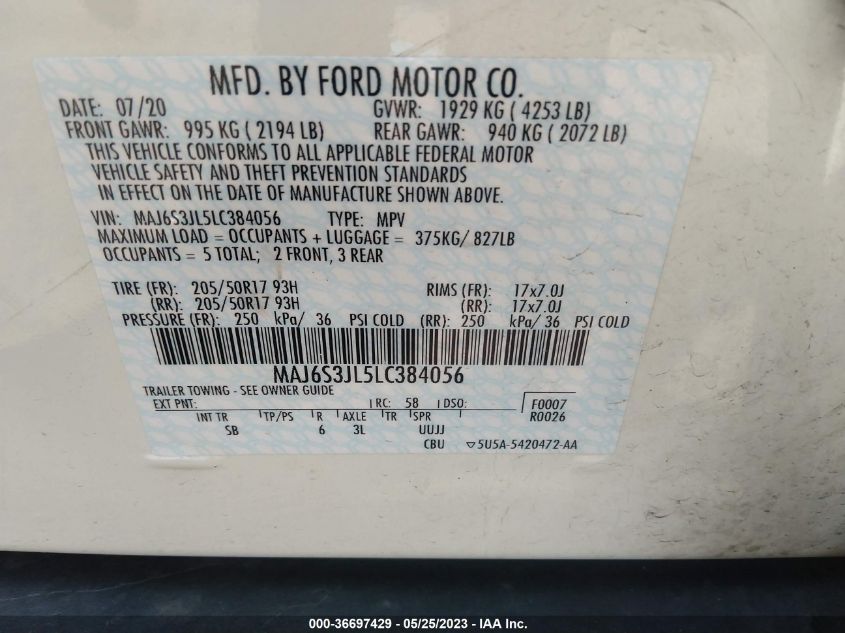 MFD. BY FORD MOTOR CO.
DATE: 07/20 GVWR: 1929 KG ( 4253 LB)
FRONT GAWR: 995 KG ( 2194 LB) REAR GAWR: 940 KG ( 2072 LB)
THIS VEHICLE CONFORMS TO ALL APPLICABLE FEDERAL MOTOR
VEHICLE SAFETY AND THEFT PREVENTION STANDARDS
IN EFFECT ON THE DATE OF MANUFACTURE SHOWN ABOVE.
VIN: MAJ6S3JL5LC384056 TYPE: MPV
MAXIMUM LOAD = OCCUPANTS + LUGGAGE = 375KG/ 827LB
OCCUPANTS = 5 TOTAL; 2 FRONT, 3 REAR
TIRE (FR): 205/50R17 93H RIMS (FR): 17x7.0J
(RR): 205/50R17 93H (RR): 17x7.0J
PRESSURE (FR): 250 kPa/ 36 PSI COLD (RR): 250 kPa/ 36 PSI COLD
MAJ6S3JL5LC384056
TRAILER TOWING - SEE OWNER GUIDE
EXT PNT: RC: 58 DSO: F0007
INT TR TP/PS R AXLE TR SPR R0026
SB 6 3L UUJJ
CBU ▽5U5A-5420472-AA
000-36697429 - 05/25/2023 - IAA Inc.